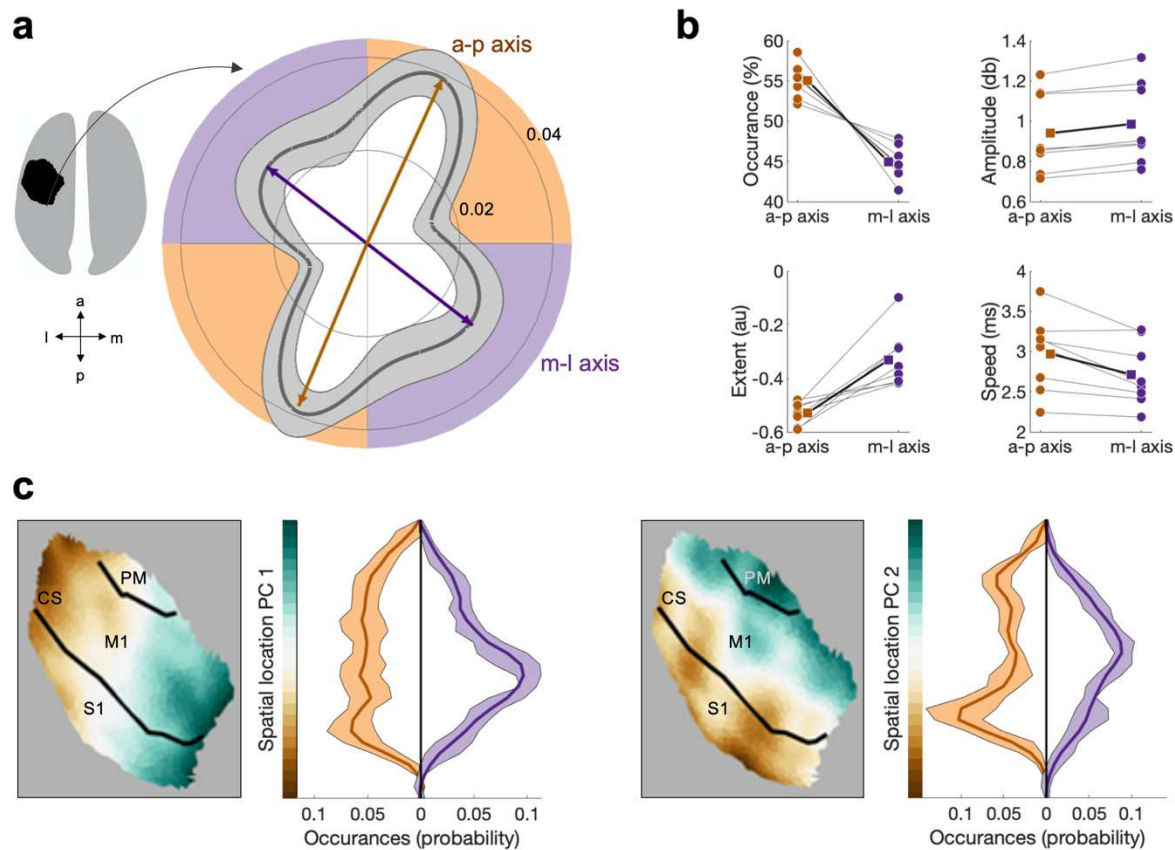 a
a-p axis
0.04
0.02
m-l axis
a
l
m
p
b
60
55
50
45
40
Occurance (%)
a-p axis
m-l axis
1.4
1.2
1
0.8
0.6
Amplitude (db)
a-p axis
m-l axis
0
-0.2
-0.4
-0.6
Extent (au)
a-p axis
m-l axis
4
3
2
Speed (ms)
a-p axis
m-l axis
c
PM
CS
M1
S1
Spatial location PC 1
0.1 0.05 0 0.05 0.1
Occurances (probability)
PM
CS
M1
S1
Spatial location PC 2
0.1 0.05 0 0.05 0.1
Occurances (probability)